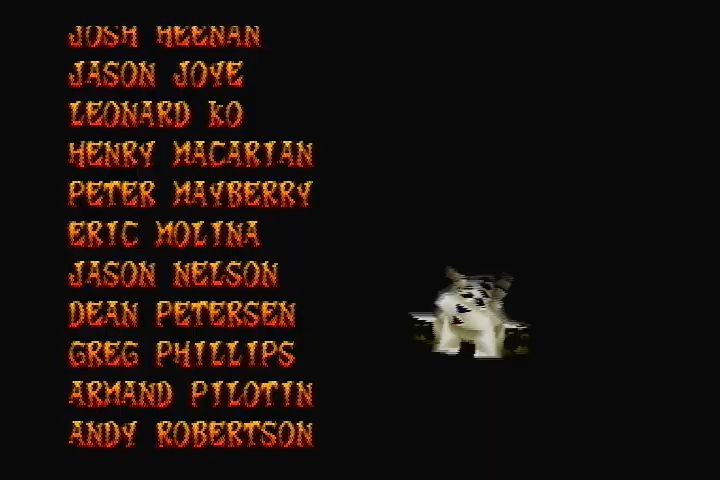 JOSH HEENAN
JASON JOYE
LEONARD KO
HENRY MACARIAN
PETER MAYBERRY
ERIC MOLINA
JASON NELSON
DEAN PETERSEN
GREG PHILLIPS
ARMAND PILOTIN
ANDY ROBERTSON